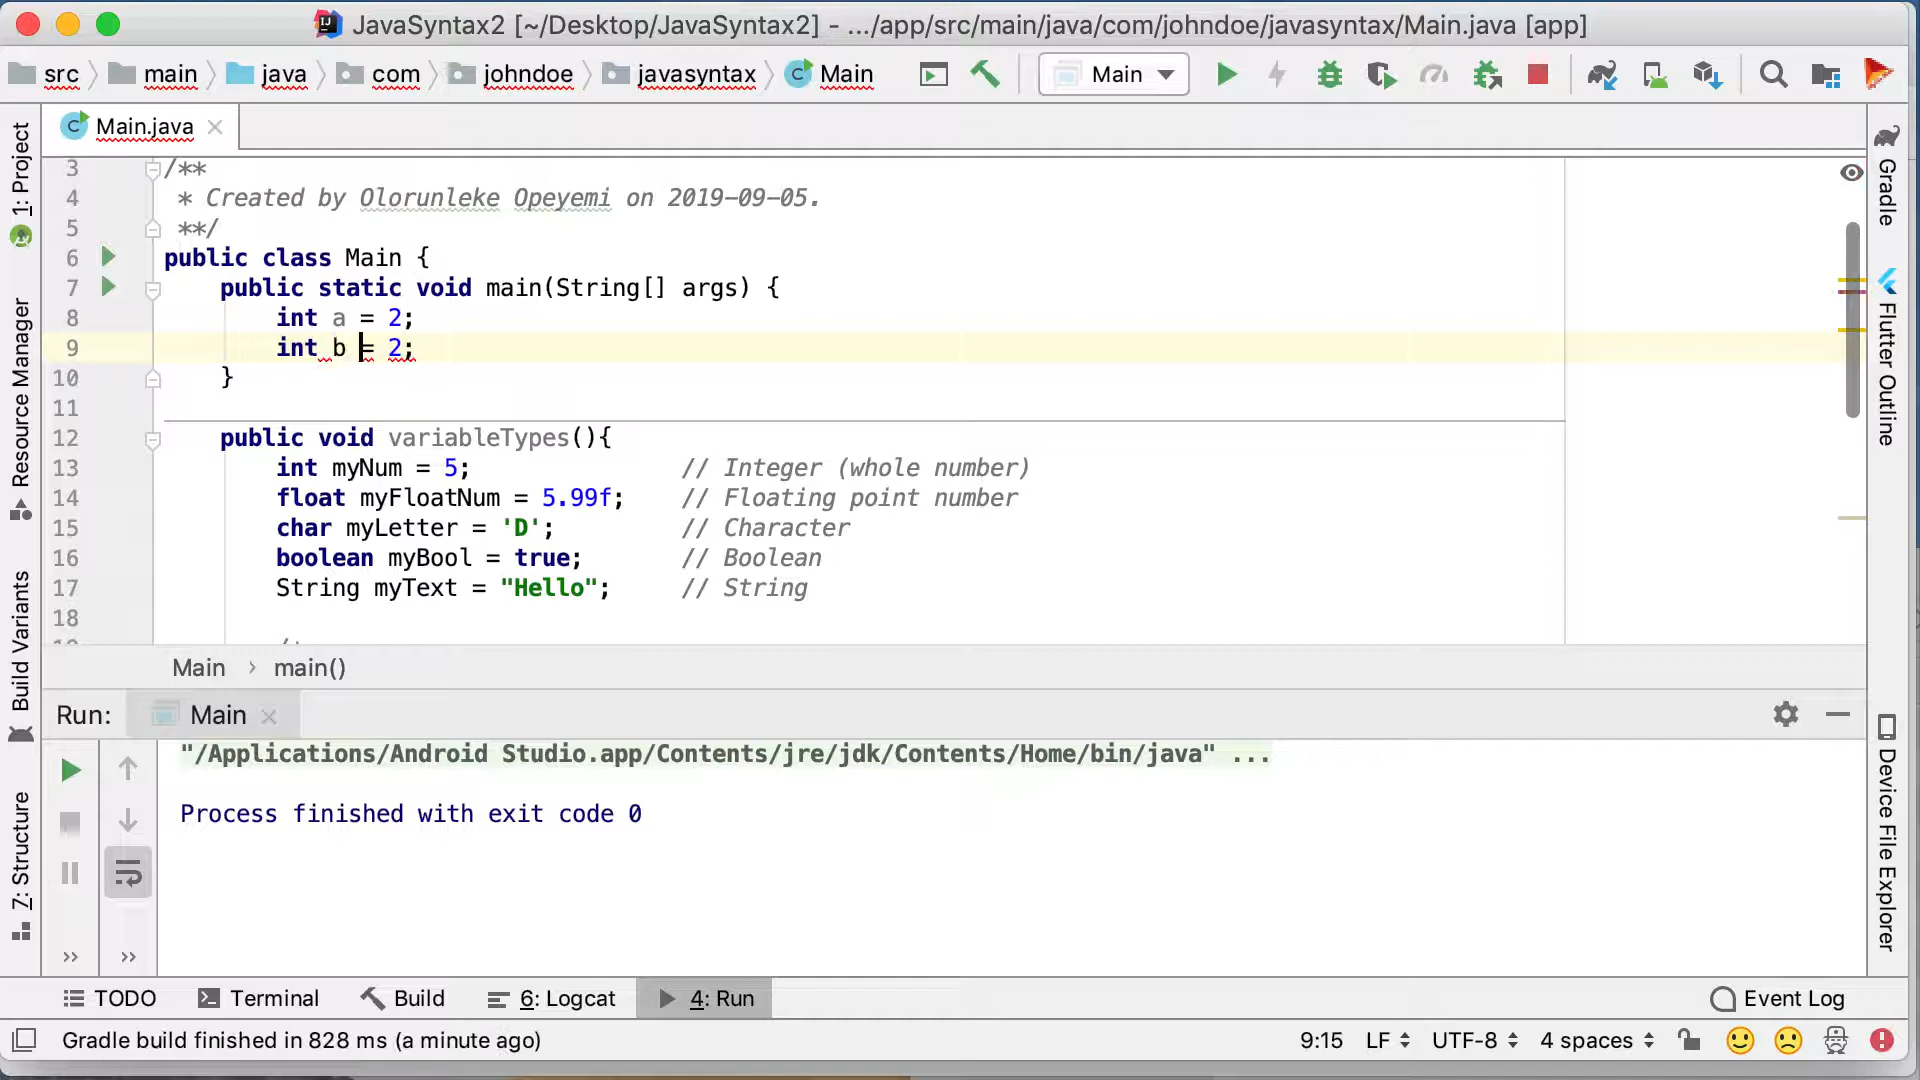 JavaSyntax2 [~/Desktop/JavaSyntax2] - .../app/src/main/java/com/johndoe/javasyntax/Main.java [app]
src main java com johndoe javasyntax Main Main
Main.java
3 /**
4 * Created by Olorunleke Opeyemi on 2019-09-05.
5 **/
6 public class Main {
7 public static void main(String[] args) {
8 int a = 2;
9 int b = 2;
10 }
11
12 public void variableTypes(){
13 int myNum = 5; // Integer (whole number)
14 float myFloatNum = 5.99f; // Floating point number
15 char myLetter = 'D'; // Character
16 boolean myBool = true; // Boolean
17 String myText = "Hello"; // String
18
Main › main()
Run: Main
"/Applications/Android Studio.app/Contents/jre/jdk/Contents/Home/bin/java" ...
Process finished with exit code 0
TODO Terminal Build 6: Logcat 4: Run Event Log
Gradle build finished in 828 ms (a minute ago) 9:15 LF UTF-8 4 spaces
1: Project
Resource Manager
Build Variants
7: Structure
Gradle
Flutter Outline
Device File Explorer